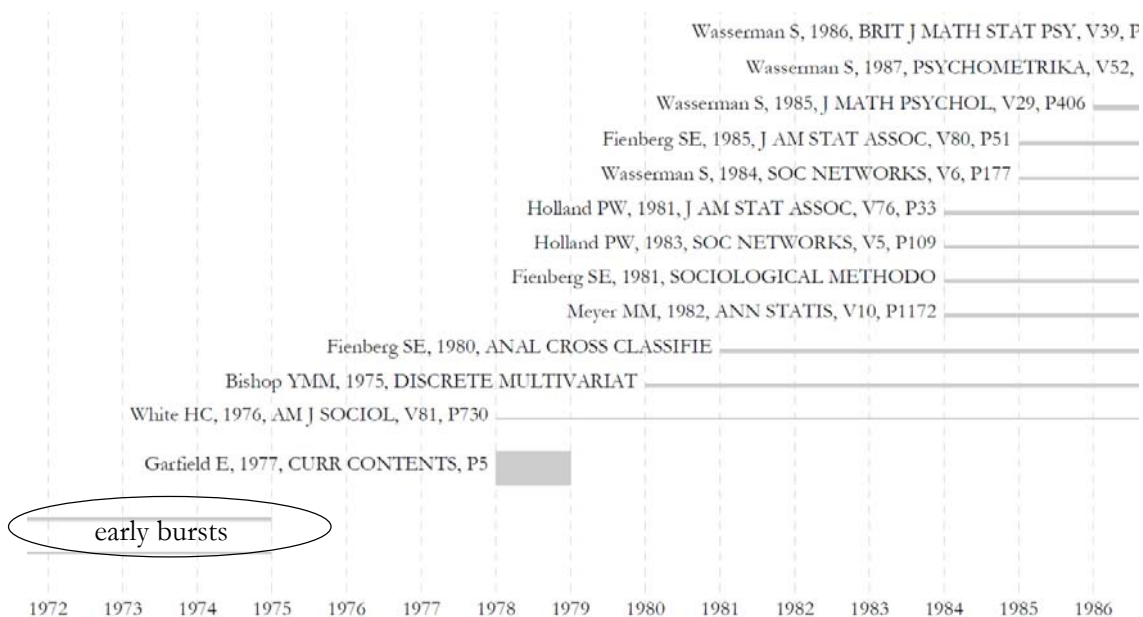 Wasserman S, 1986, BRIT J MATH STAT PSY, V39, P
Wasserman S, 1987, PSYCHOMETRIKA, V52,
Wasserman S, 1985, J MATH PSYCHOL, V29, P406
Fienberg SE, 1985, J AM STAT ASSOC, V80, P51
Wasserman S, 1984, SOC NETWORKS, V6, P177
Holland PW, 1981, J AM STAT ASSOC, V76, P33
Holland PW, 1983, SOC NETWORKS, V5, P109
Fienberg SE, 1981, SOCIOLOGICAL METHODO
Meyer MM, 1982, ANN STATIS, V10, P1172
Fienberg SE, 1980, ANAL CROSS CLASSIFIE
Bishop YMM, 1975, DISCRETE MULTIVARIAT
White HC, 1976, AM J SOCIOL, V81, P730
Garfield E, 1977, CURR CONTENTS, P5
early bursts
1972 1973 1974 1975 1976 1977 1978 1979 1980 1981 1982 1983 1984 1985 1986